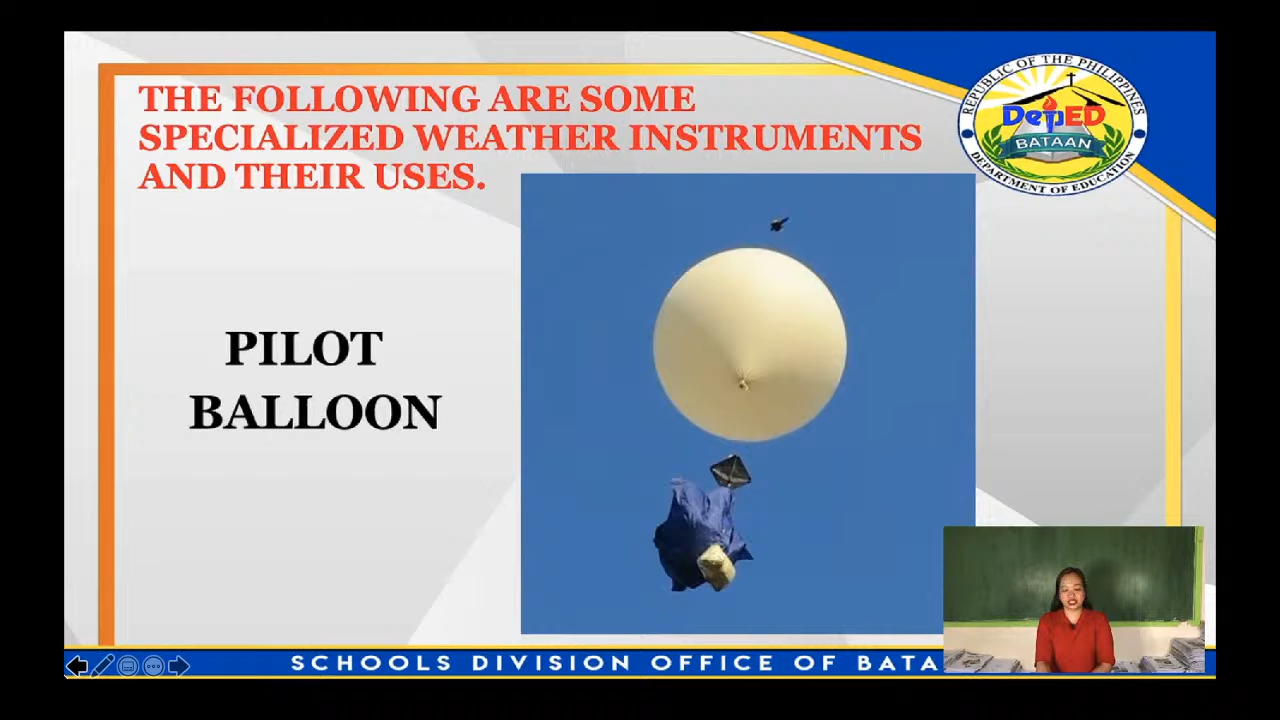 THE FOLLOWING ARE SOME
SPECIALIZED WEATHER INSTRUMENTS
AND THEIR USES.
REPUBLIC OF THE PHILIPPINES
DepED
BATAAN
DEPARTMENT OF EDUCATION
PILOT
BALLOON
SCHOOLS DIVISION OFFICE OF BATA